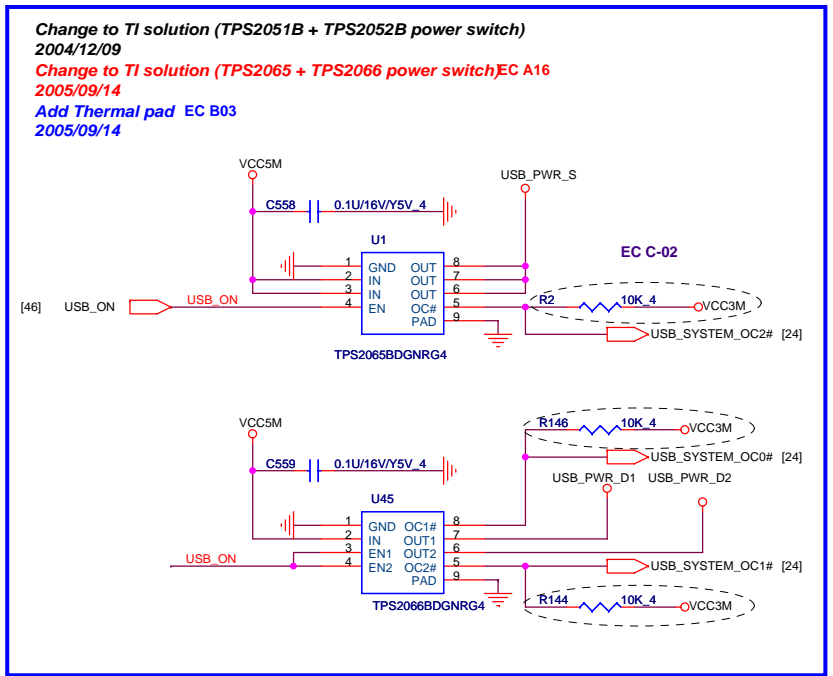 Change to TI solution (TPS2051B + TPS2052B power switch)
2004/12/09
Change to TI solution (TPS2065 + TPS2066 power switch)EC A16
2005/09/14
Add Thermal pad EC B03
2005/09/14
VCC5M
USB_PWR_S
C558 0.1U/16V/Y5V_4
U1
EC C-02
1 GND OUT 8
2 IN OUT 7
3 IN OUT 6
4 EN OC# 5
PAD 9
R2 10K_4 VCC3M
[46] USB_ON USB_ON
USB_SYSTEM_OC2# [24]
TPS2065BDGNRG4
VCC5M
R146 10K_4 VCC3M
C559 0.1U/16V/Y5V_4
USB_SYSTEM_OC0# [24]
USB_PWR_D1 USB_PWR_D2
U45
1 GND OC1# 8
2 IN OUT1 7
3 EN1 OUT2 6
4 EN2 OC2# 5
PAD 9
USB_ON
USB_SYSTEM_OC1# [24]
TPS2066BDGNRG4
R144 10K_4 VCC3M